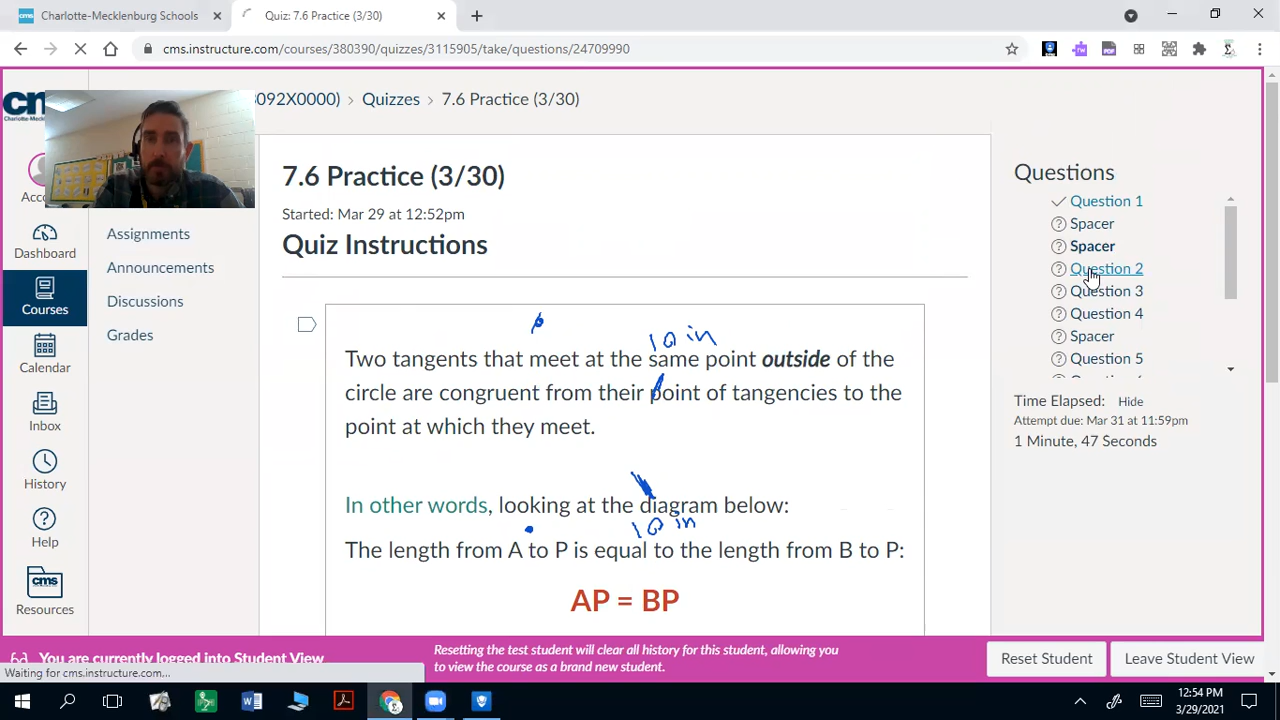 Charlotte-Mecklenburg Schools
Quiz: 7.6 Practice (3/30)
cms.instructure.com/courses/380390/quizzes/3115905/take/questions/24709990
092X0000) › Quizzes › 7.6 Practice (3/30)
Dashboard
Courses
Calendar
Inbox
History
Help
cms
Resources
Assignments
Announcements
Discussions
Grades
7.6 Practice (3/30)
Started: Mar 29 at 12:52pm
Quiz Instructions
10 in
Two tangents that meet at the same point outside of the
circle are congruent from their point of tangencies to the
point at which they meet.
In other words, looking at the diagram below:
10 in
The length from A to P is equal to the length from B to P:
AP = BP
Questions
Question 1
Spacer
Spacer
Question 2
Question 3
Question 4
Spacer
Question 5
Time Elapsed: Hide
Attempt due: Mar 31 at 11:59pm
1 Minute, 47 Seconds
You are currently logged into Student View
Resetting the test student will clear all history for this student, allowing you
to view the course as a brand new student.
Reset Student
Leave Student View
Waiting for cms.instructure.com...
12:54 PM
3/29/2021